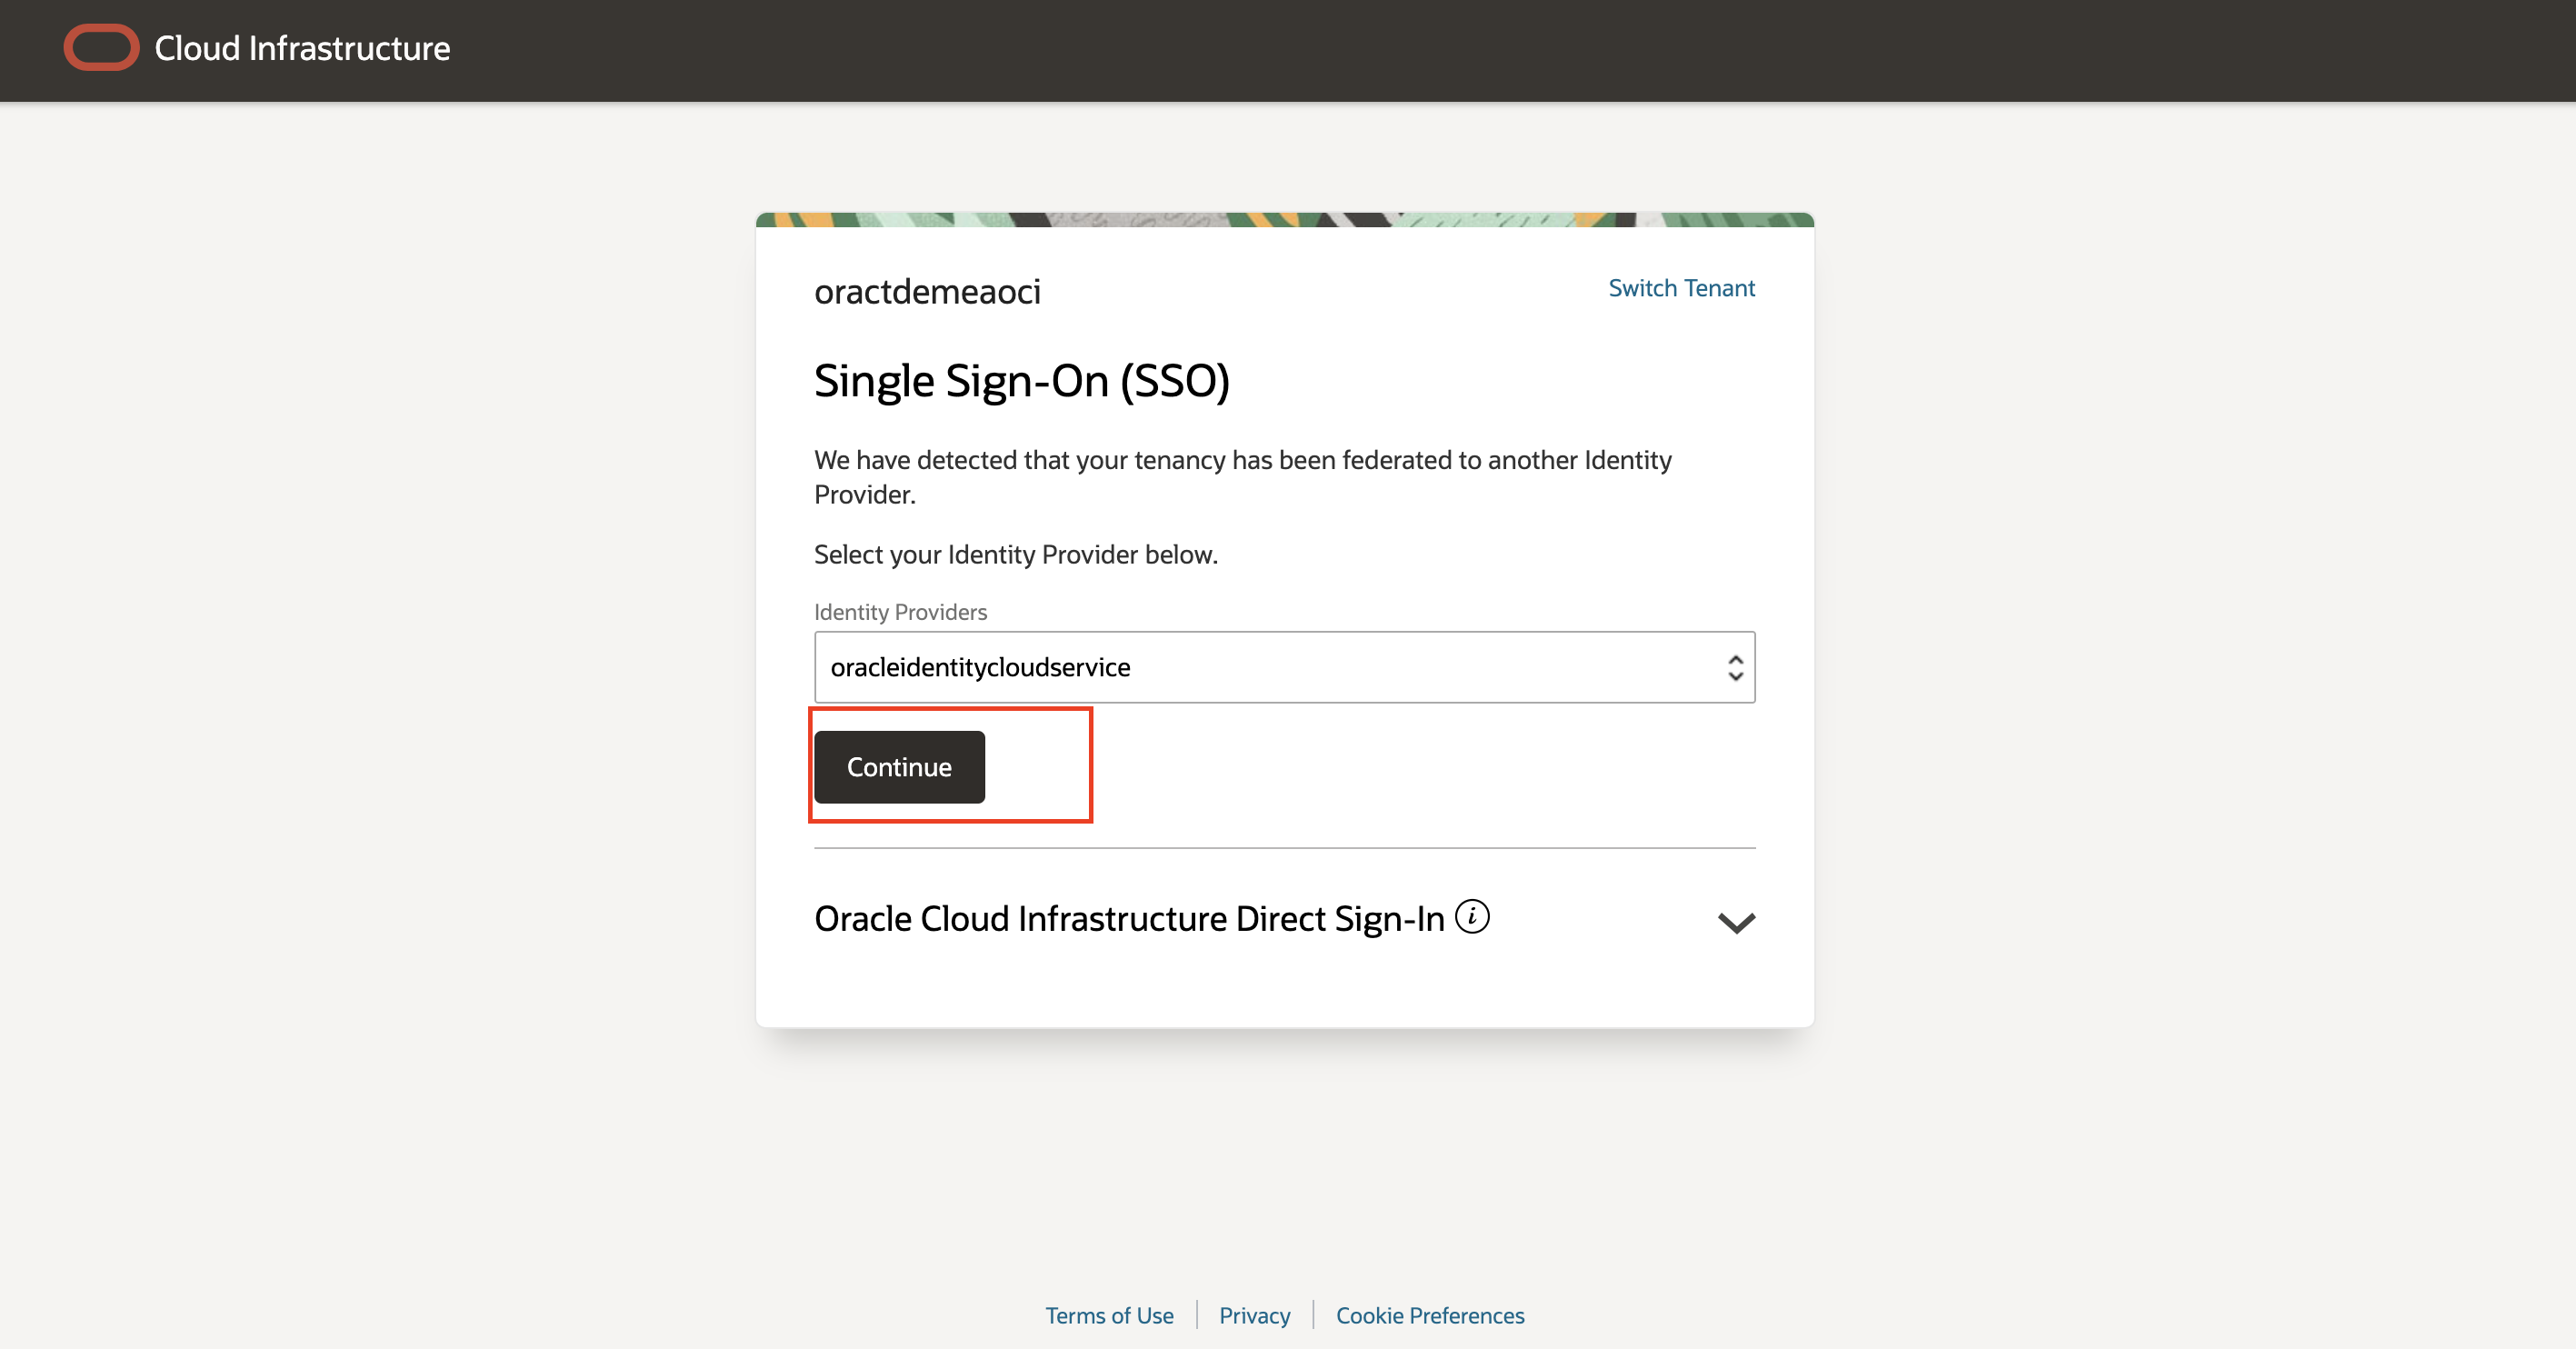 Cloud Infrastructure
oractdemeaoci
Switch Tenant
Single Sign-On (SSO)
We have detected that your tenancy has been federated to another Identity
Provider.
Select your Identity Provider below.
Identity Providers
oracleidentitycloudservice
Continue
Oracle Cloud Infrastructure Direct Sign-In
Terms of Use
Privacy
Cookie Preferences